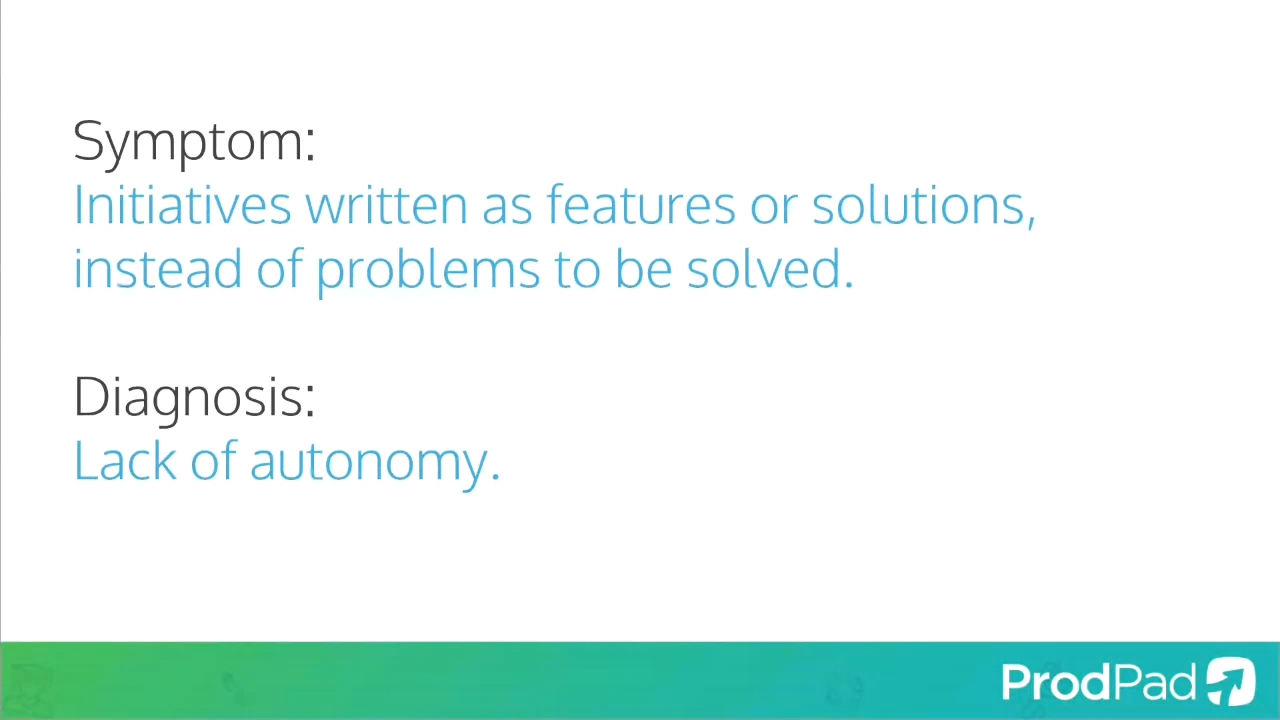 Symptom:
Initiatives written as features or solutions,
instead of problems to be solved.
Diagnosis:
Lack of autonomy.
ProdPad